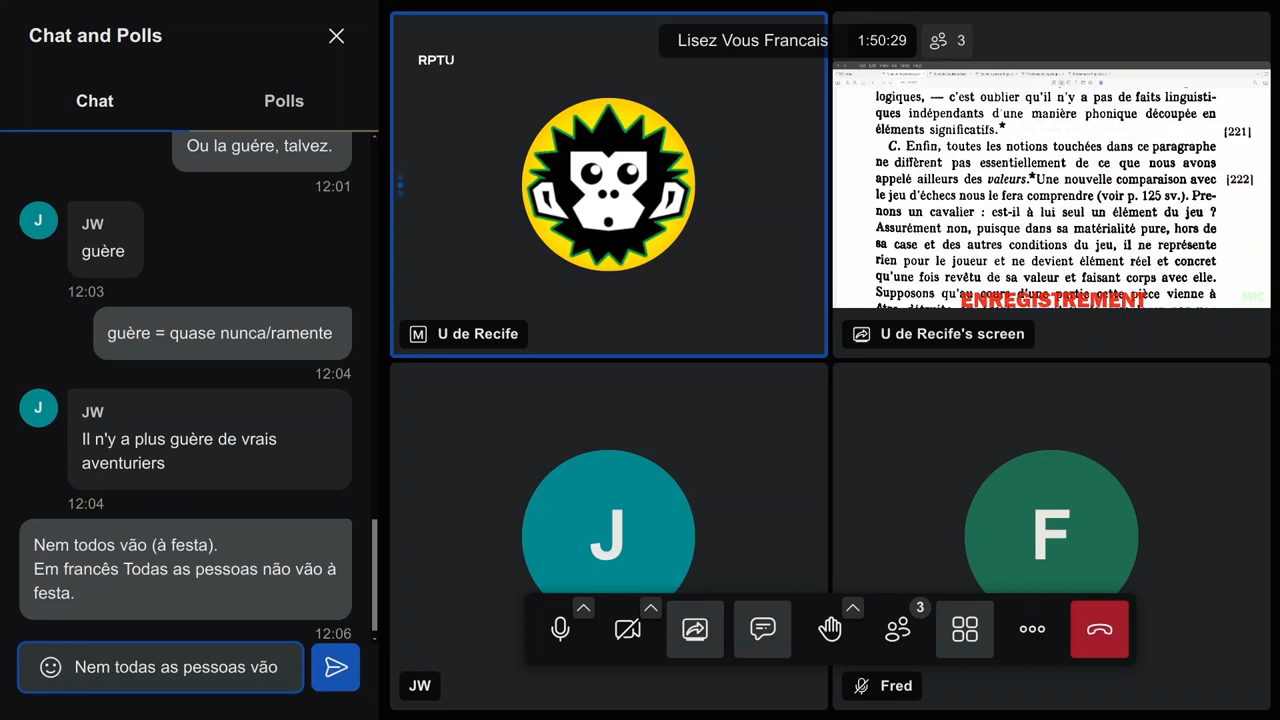 Chat and Polls
Chat
Polls
Ou la guére, talvez.
12:01
J
JW
guère
12:03
guère = quase nunca/ramente
12:04
J
JW
Il n'y a plus guère de vrais
aventuriers
12:04
Nem todos vão (à festa).
Em francês Todas as pessoas não vão à
festa.
12:06
Nem todas as pessoas vão
RPTU
M
U de Recife
Lisez Vous Francais
1:50:29
3
logiques, — c'est oublier qu'il n'y a pas de faits linguisti-
ques indépendants d'une manière phonique découpée en
éléments significatifs.*
[221]
C. Enfin, toutes les notions touchées dans ce paragraphe
ne diffèrent pas essentiellement de ce que nous avons
appelé ailleurs des valeurs.* Une nouvelle comparaison avec
[222]
le jeu d'échecs nous le fera comprendre (voir p. 125 sv.). Pre-
nons un cavalier : est-il à lui seul un élément du jeu ?
Assurément non, puisque dans sa matérialité pure, hors de
sa case et des autres conditions du jeu, il ne représente
rien pour le joueur et ne devient élément réel et concret
qu'une fois revêtu de sa valeur et faisant corps avec elle.
Supposons qu'au cours d'une partie cette pièce vienne à
ENREGISTREMENT
MIC
U de Recife's screen
J
F
3
JW
Fred